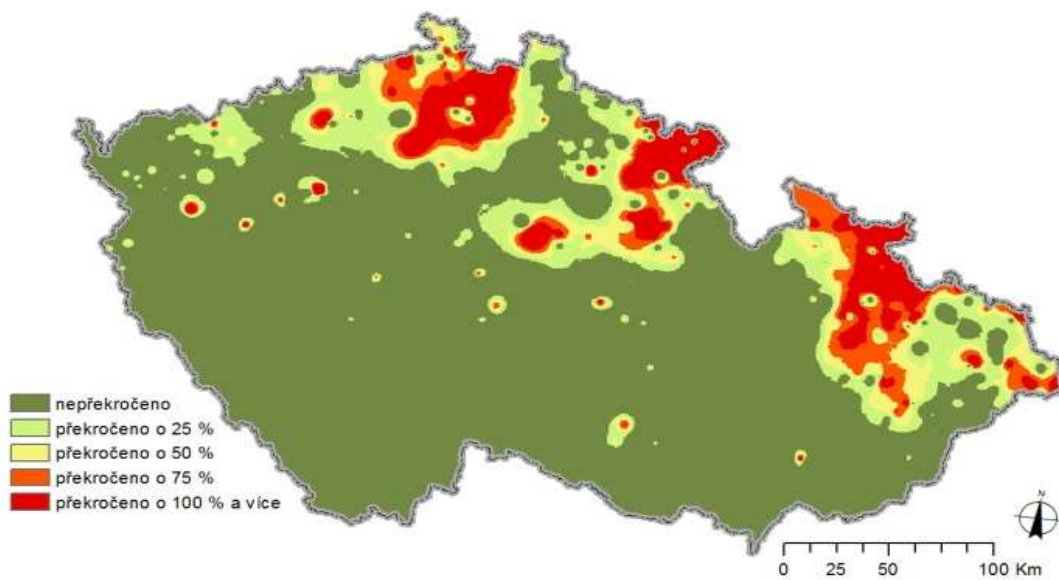 nepřekročeno
překročeno o 25 %
překročeno o 50 %
překročeno o 75 %
překročeno o 100 % a více
N
0 25 50 100 Km